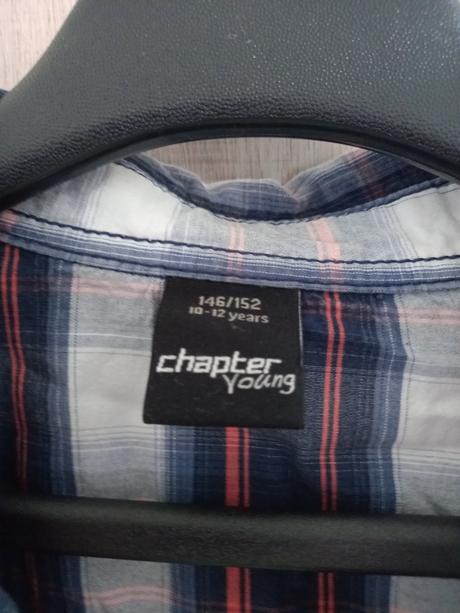 146/152
10-12 years
chapter
young